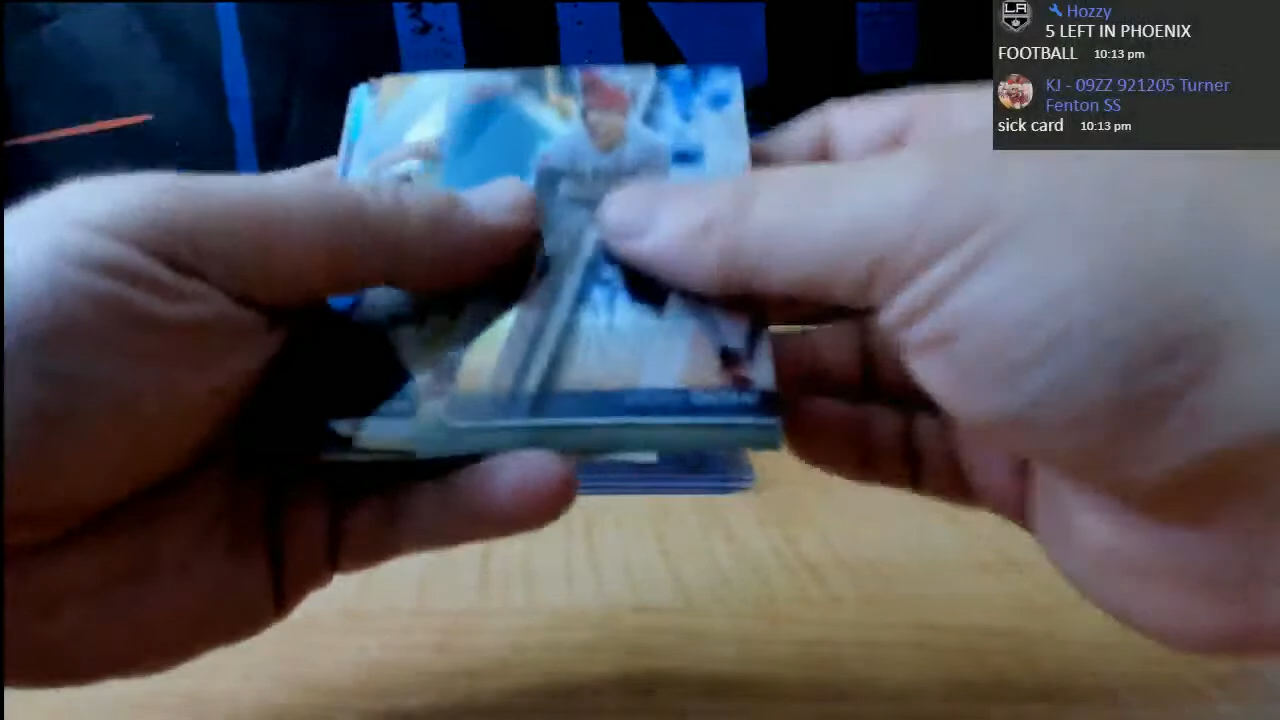 LA
Hozzy
5 LEFT IN PHOENIX
FOOTBALL 10:13 pm
KJ - 09ZZ 921205 Turner
Fenton SS
sick card 10:13 pm